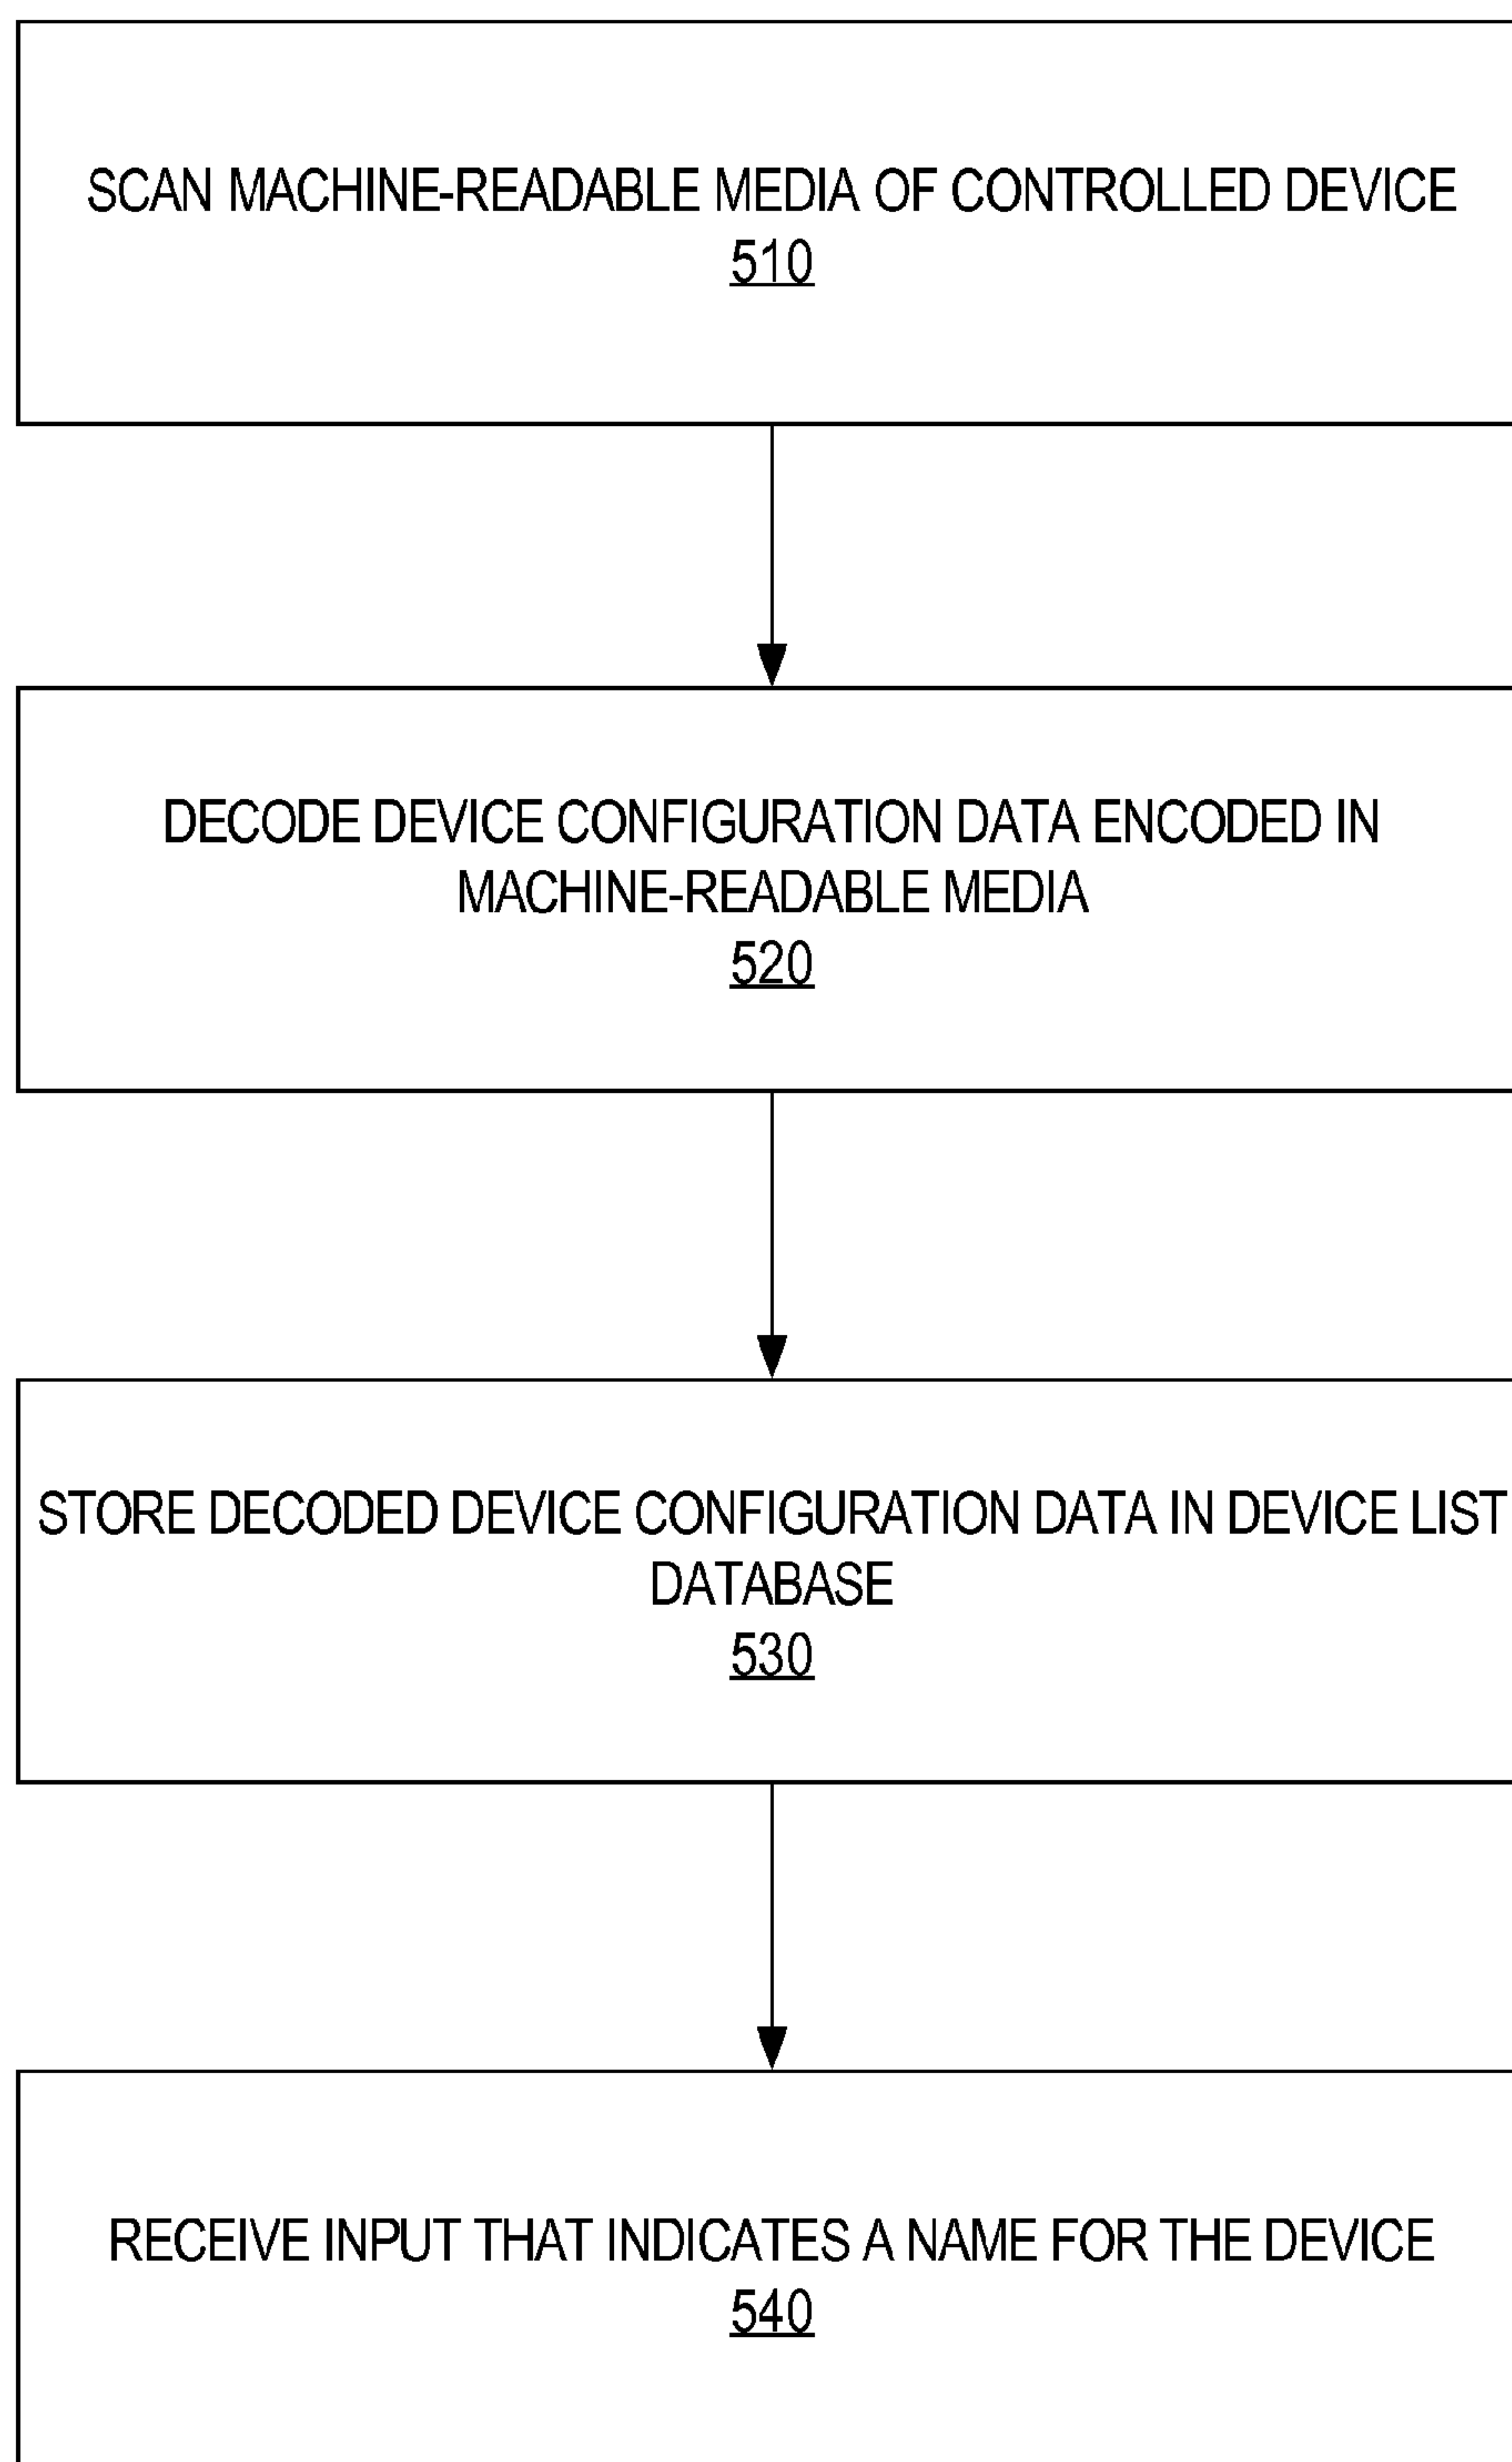 SCAN MACHINE-READABLE MEDIA OF CONTROLLED DEVICE
510
DECODE DEVICE CONFIGURATION DATA ENCODED IN
MACHINE-READABLE MEDIA
520
STORE DECODED DEVICE CONFIGURATION DATA IN DEVICE LIST
DATABASE
530
RECEIVE INPUT THAT INDICATES A NAME FOR THE DEVICE
540